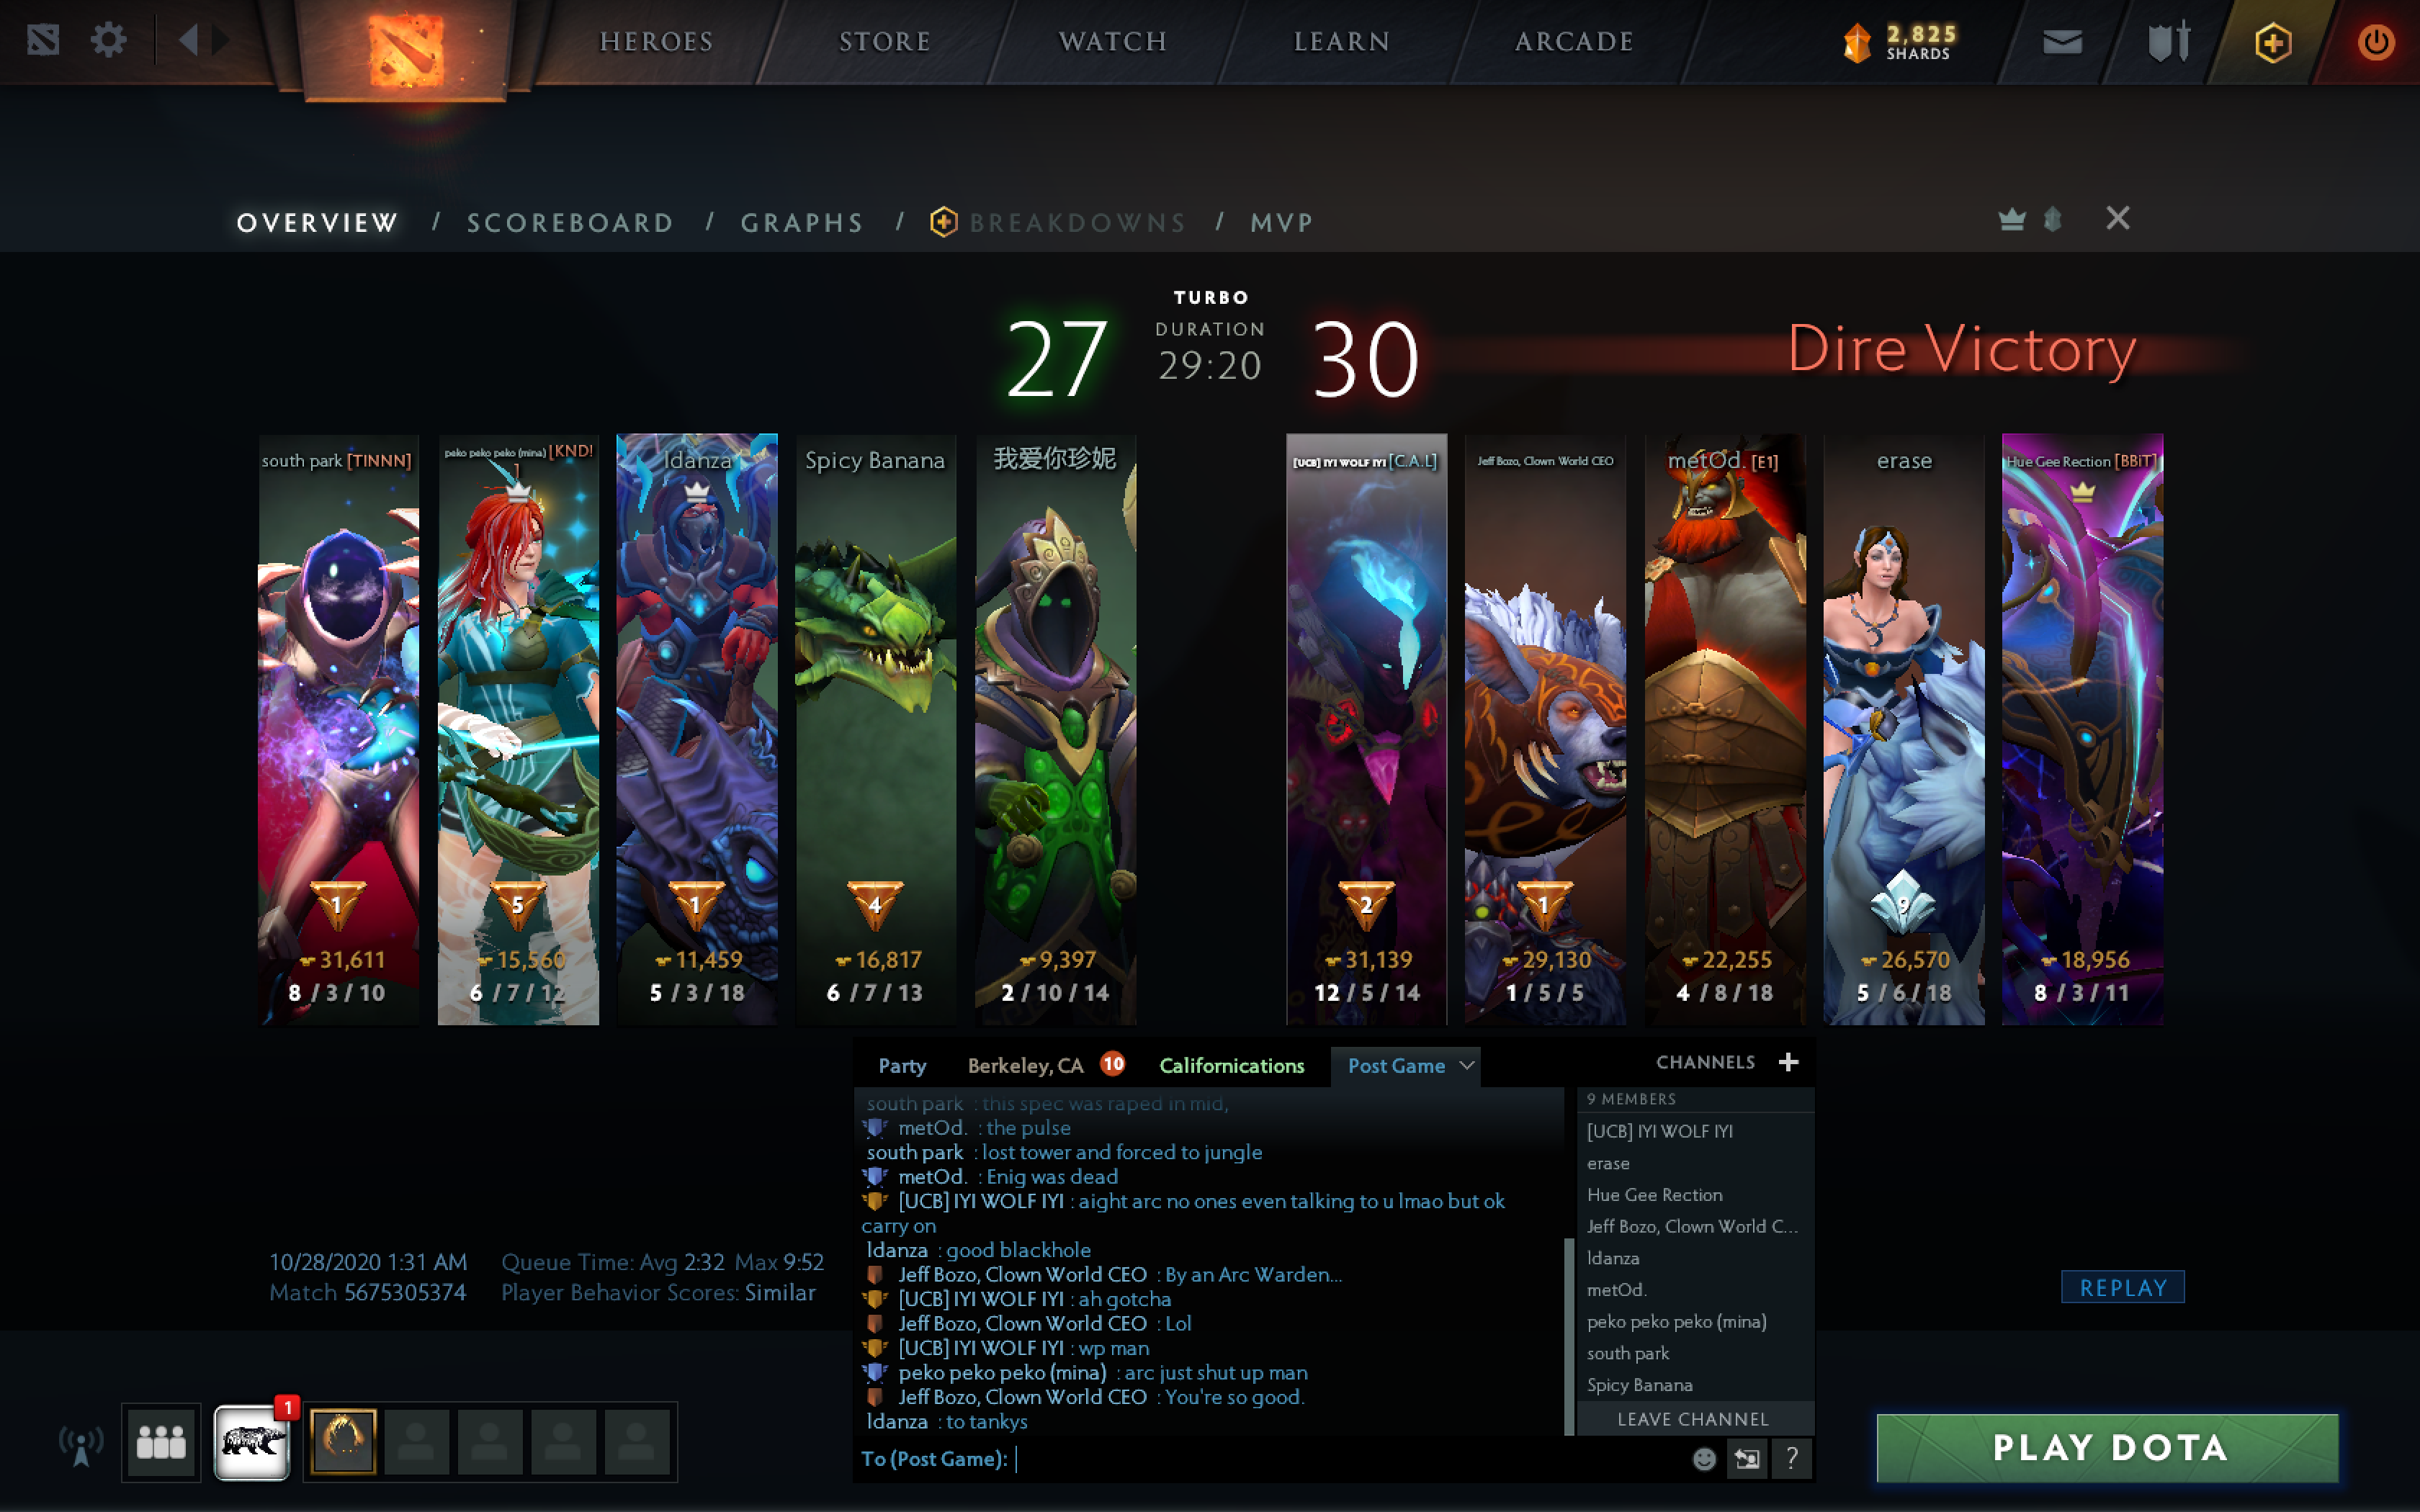 HEROES
STORE
WATCH
LEARN
ARCADE
2,825
SHARDS
OVERVIEW / SCOREBOARD / GRAPHS / BREAKDOWNS / MVP
27
TURBO
DURATION
29:20
30
Dire Victory
south park [TINNN]
peko peko peko (mina) [KND!
]
ldanza
Spicy Banana
我爱你珍妮
[UCB] IYI WOLF IYI [C.A.L]
Jeff Bozo, Clown World CEO
metOd. [E1]
erase
Hue Gee Rection [BBiT]
1
5
1
4
2
1
9
31,611
15,560
11,459
16,817
9,397
31,139
29,130
22,255
26,570
18,956
8 / 3 / 10
6 / 7 / 12
5 / 3 / 18
6 / 7 / 13
2 / 10 / 14
12 / 5 / 14
1 / 5 / 5
4 / 8 / 18
5 / 6 / 18
8 / 3 / 11
Party
Berkeley, CA 10
Californications
Post Game
CHANNELS +
south park : this spec was raped in mid,
metOd. : the pulse
south park : lost tower and forced to jungle
metOd. : Enig was dead
[UCB] IYI WOLF IYI : aight arc no ones even talking to u lmao but ok
carry on
ldanza : good blackhole
Jeff Bozo, Clown World CEO : By an Arc Warden...
[UCB] IYI WOLF IYI : ah gotcha
Jeff Bozo, Clown World CEO : Lol
[UCB] IYI WOLF IYI : wp man
peko peko peko (mina) : arc just shut up man
Jeff Bozo, Clown World CEO : You're so good.
ldanza : to tankys
To (Post Game):
?
9 MEMBERS
[UCB] IYI WOLF IYI
erase
Hue Gee Rection
Jeff Bozo, Clown World C...
ldanza
metOd.
peko peko peko (mina)
south park
Spicy Banana
LEAVE CHANNEL
10/28/2020 1:31 AM
Match 5675305374
Queue Time: Avg 2:32 Max 9:52
Player Behavior Scores: Similar
REPLAY
1
PLAY DOTA